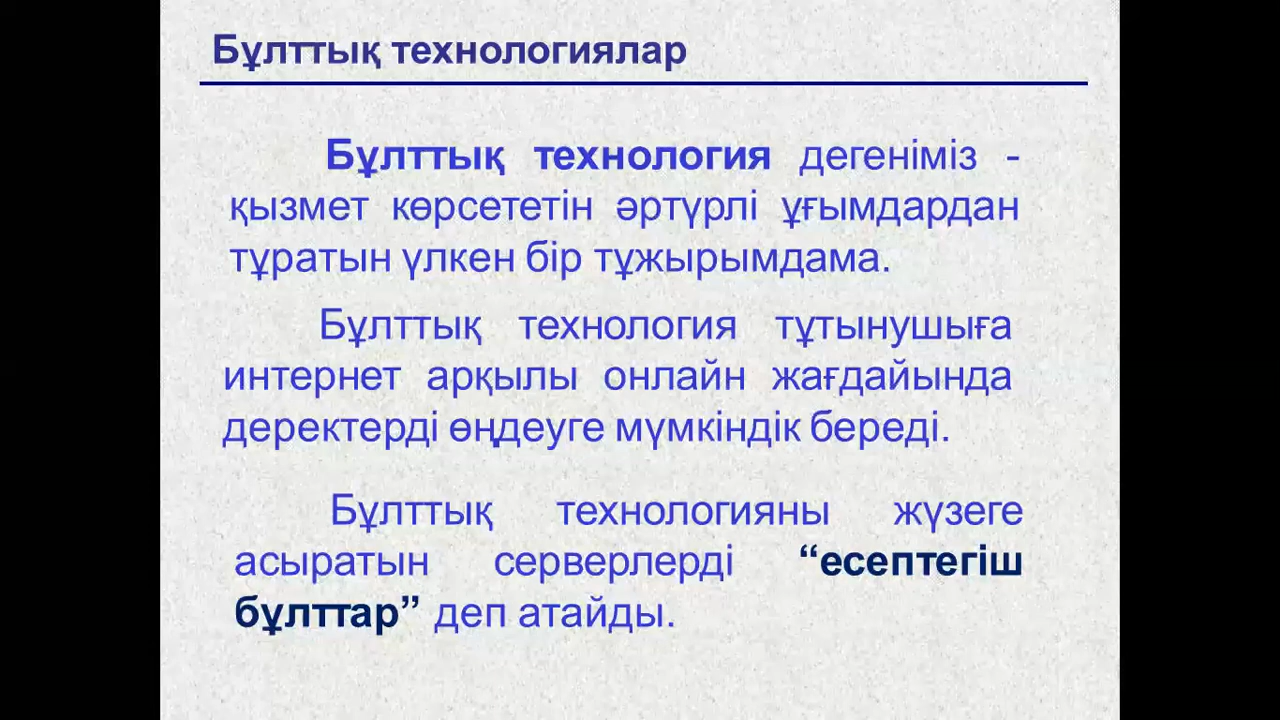 Бұлттық технологиялар
Бұлттық технология дегеніміз -
қызмет көрсететін әртүрлі ұғымдардан
тұратын үлкен бір тұжырымдама.
Бұлттық технология тұтынушыға
интернет арқылы онлайн жағдайында
деректерді өңдеуге мүмкіндік береді.
Бұлттық технологияны жүзеге
асыратын серверлерді “есептегіш
бұлттар” деп атайды.